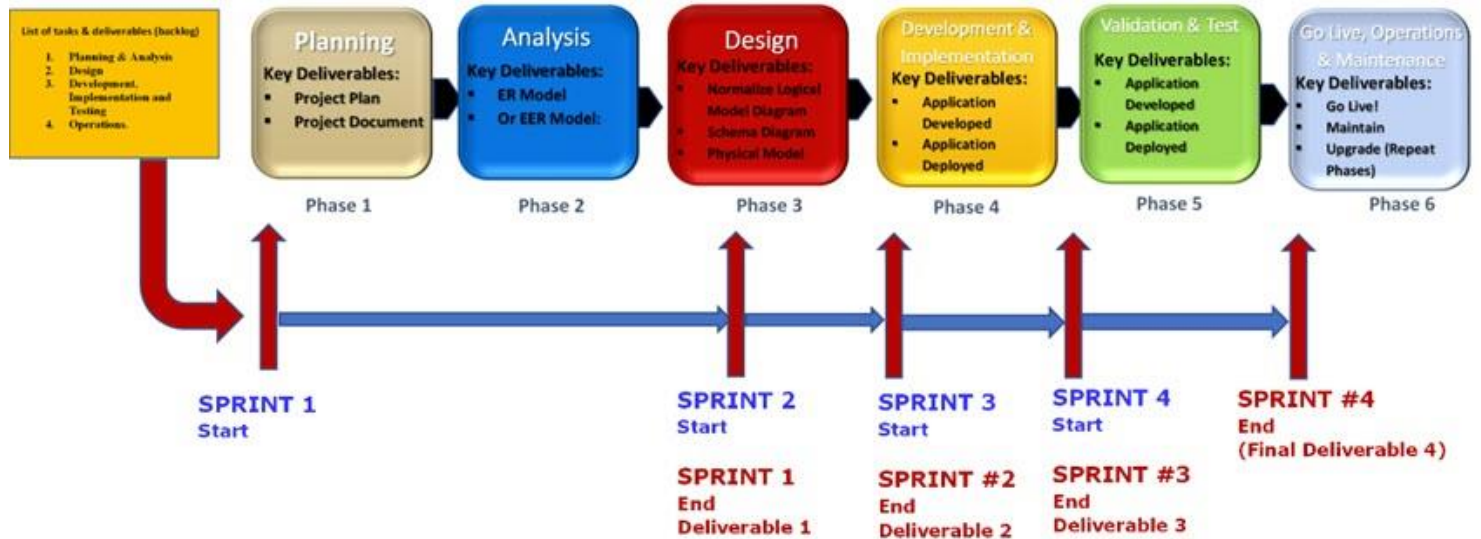 List of tasks & deliverables (backlog)
1. Planning & Analysis
2. Design
3. Development,
Implementation and
Testing
4. Operations.
Planning
Key Deliverables:
▪ Project Plan
▪ Project Document
Phase 1
Analysis
Key Deliverables:
▪ ER Model
▪ Or EER Model:
Phase 2
Design
Key Deliverables:
▪ Normalize Logical
Model Diagram
▪ Schema Diagram
▪ Physical Model
Phase 3
Development &
Implementation
Key Deliverables:
▪ Application
Developed
▪ Application
Deployed
Phase 4
Validation & Test
Key Deliverables:
▪ Application
Developed
▪ Application
Deployed
Phase 5
Go Live, Operations
& Maintenance
Key Deliverables:
▪ Go Live!
▪ Maintain
▪ Upgrade (Repeat
Phases)
Phase 6
SPRINT 1
Start
SPRINT 2
Start
SPRINT 1
End
Deliverable 1
SPRINT 3
Start
SPRINT #2
End
Deliverable 2
SPRINT 4
Start
SPRINT #3
End
Deliverable 3
SPRINT #4
End
(Final Deliverable 4)